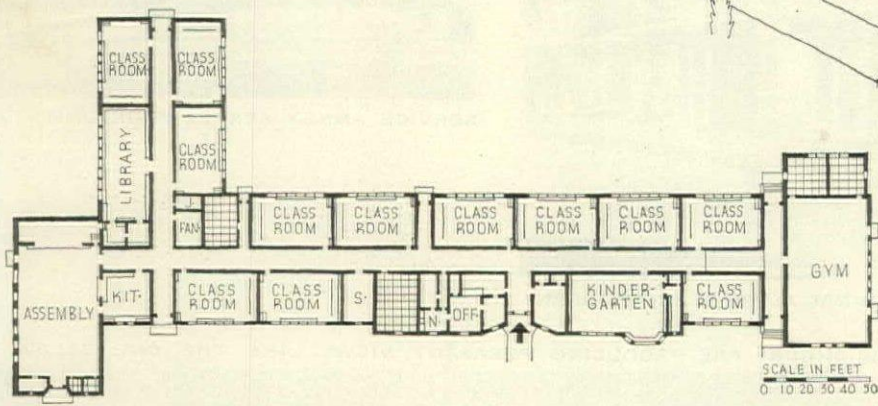 CLASS
ROOM
CLASS
ROOM
LIBRARY
CLASS
ROOM
FAN
CLASS
ROOM
CLASS
ROOM
CLASS
ROOM
CLASS
ROOM
CLASS
ROOM
CLASS
ROOM
ASSEMBLY
KIT.
CLASS
ROOM
CLASS
ROOM
S.
N.
OFF.
KINDER-
GARTEN
CLASS
ROOM
GYM
SCALE IN FEET
0 10 20 30 40 50